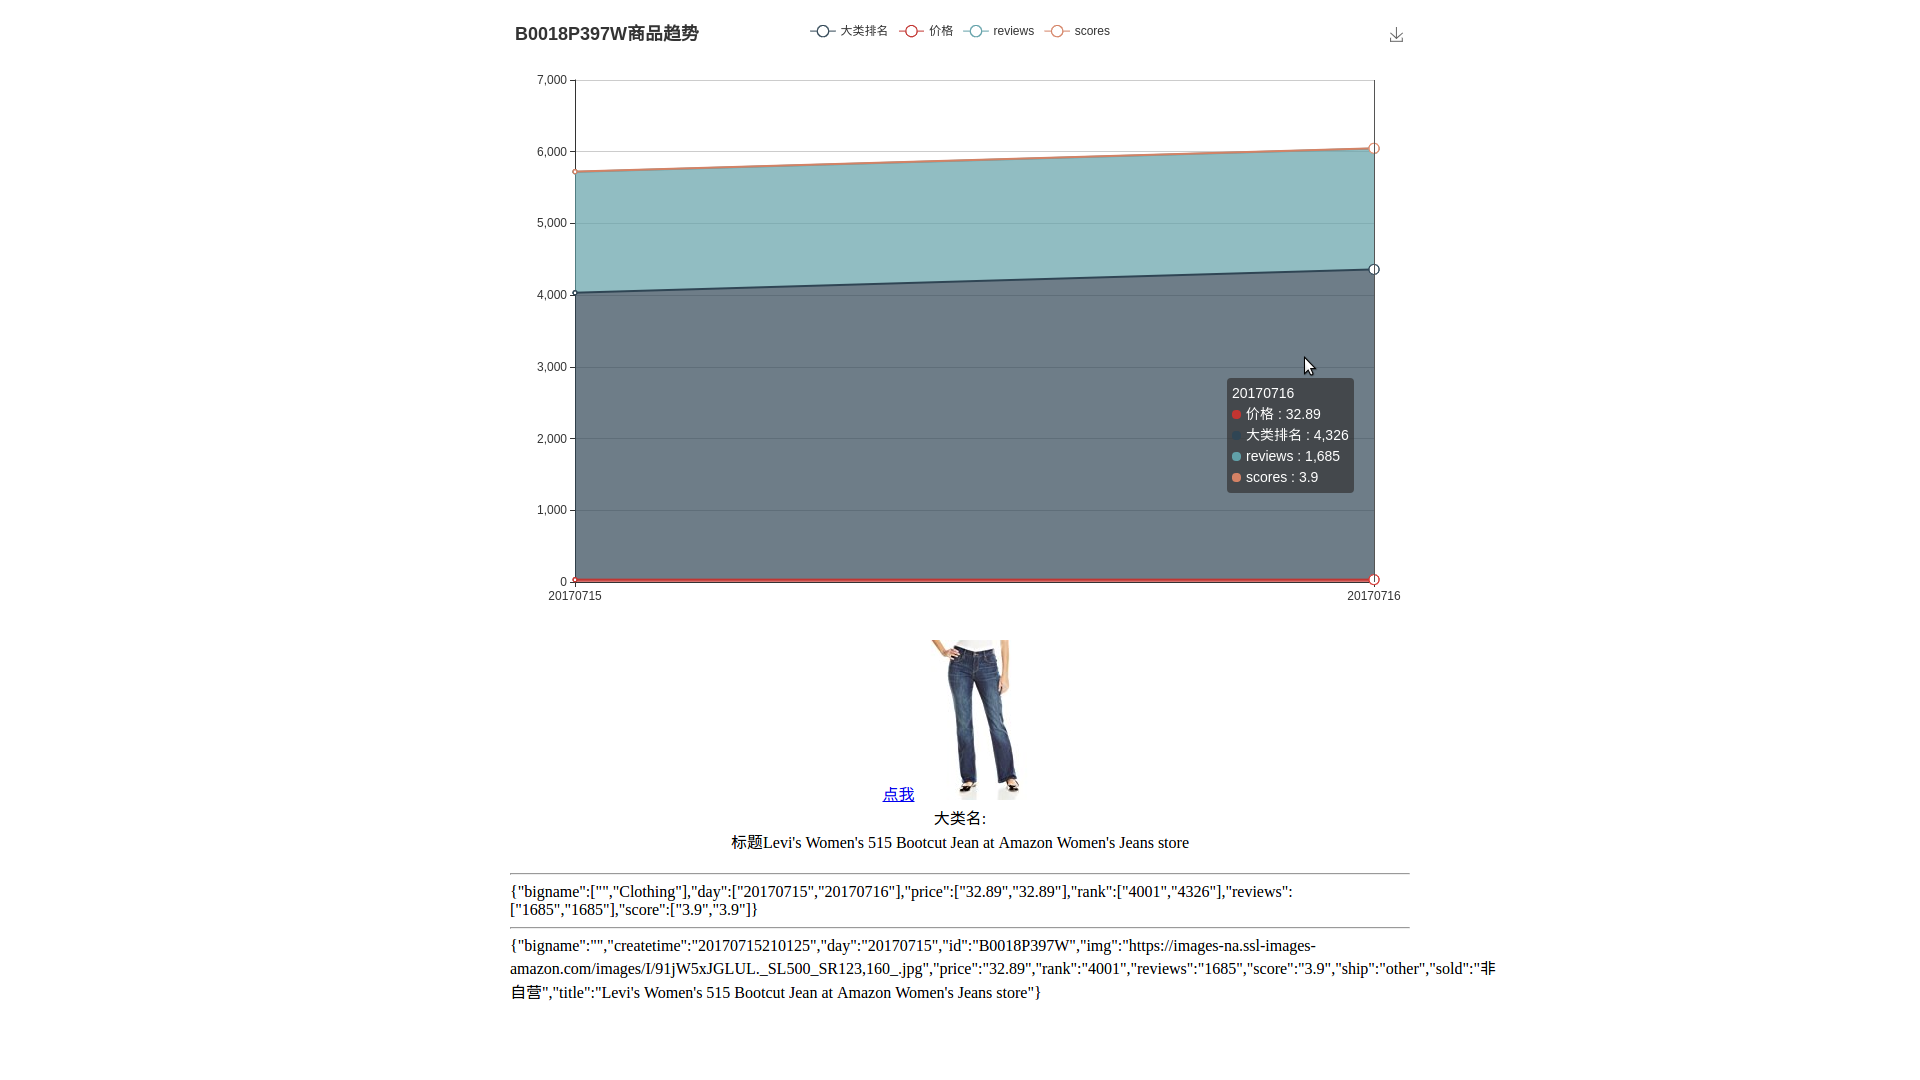 B0018P397W商品趋势
大类排名 价格 reviews scores
7,000
6,000
5,000
4,000
3,000
2,000
1,000
0
20170715 20170716
20170716
价格 : 32.89
大类排名 : 4,326
reviews : 1,685
scores : 3.9
点我
大类名:
标题Levi's Women's 515 Bootcut Jean at Amazon Women's Jeans store
{"bigname":["","Clothing"],"day":["20170715","20170716"],"price":["32.89","32.89"],"rank":["4001","4326"],"reviews":
["1685","1685"],"score":["3.9","3.9"]}
{"bigname":"","createtime":"20170715210125","day":"20170715","id":"B0018P397W","img":"https://images-na.ssl-images-
amazon.com/images/I/91jW5xJGLUL._SL500_SR123,160_.jpg","price":"32.89","rank":"4001","reviews":"1685","score":"3.9","ship":"other","sold":"非
自营","title":"Levi's Women's 515 Bootcut Jean at Amazon Women's Jeans store"}